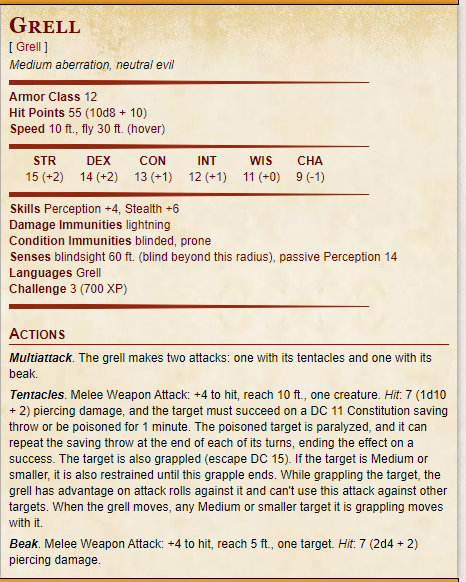 Grell
[ Grell ]
Medium aberration, neutral evil
Armor Class 12
Hit Points 55 (10d8 + 10)
Speed 10 ft., fly 30 ft. (hover)
STR DEX CON INT WIS CHA
15 (+2) 14 (+2) 13 (+1) 12 (+1) 11 (+0) 9 (-1)
Skills Perception +4, Stealth +6
Damage Immunities lightning
Condition Immunities blinded, prone
Senses blindsight 60 ft. (blind beyond this radius), passive Perception 14
Languages Grell
Challenge 3 (700 XP)
Actions
Multiattack. The grell makes two attacks: one with its tentacles and one with its
beak.
Tentacles. Melee Weapon Attack: +4 to hit, reach 10 ft., one creature. Hit: 7 (1d10
+ 2) piercing damage, and the target must succeed on a DC 11 Constitution saving
throw or be poisoned for 1 minute. The poisoned target is paralyzed, and it can
repeat the saving throw at the end of each of its turns, ending the effect on a
success. The target is also grappled (escape DC 15). If the target is Medium or
smaller, it is also restrained until this grapple ends. While grappling the target, the
grell has advantage on attack rolls against it and can't use this attack against other
targets. When the grell moves, any Medium or smaller target it is grappling moves
with it.
Beak. Melee Weapon Attack: +4 to hit, reach 5 ft., one target. Hit: 7 (2d4 + 2)
piercing damage.